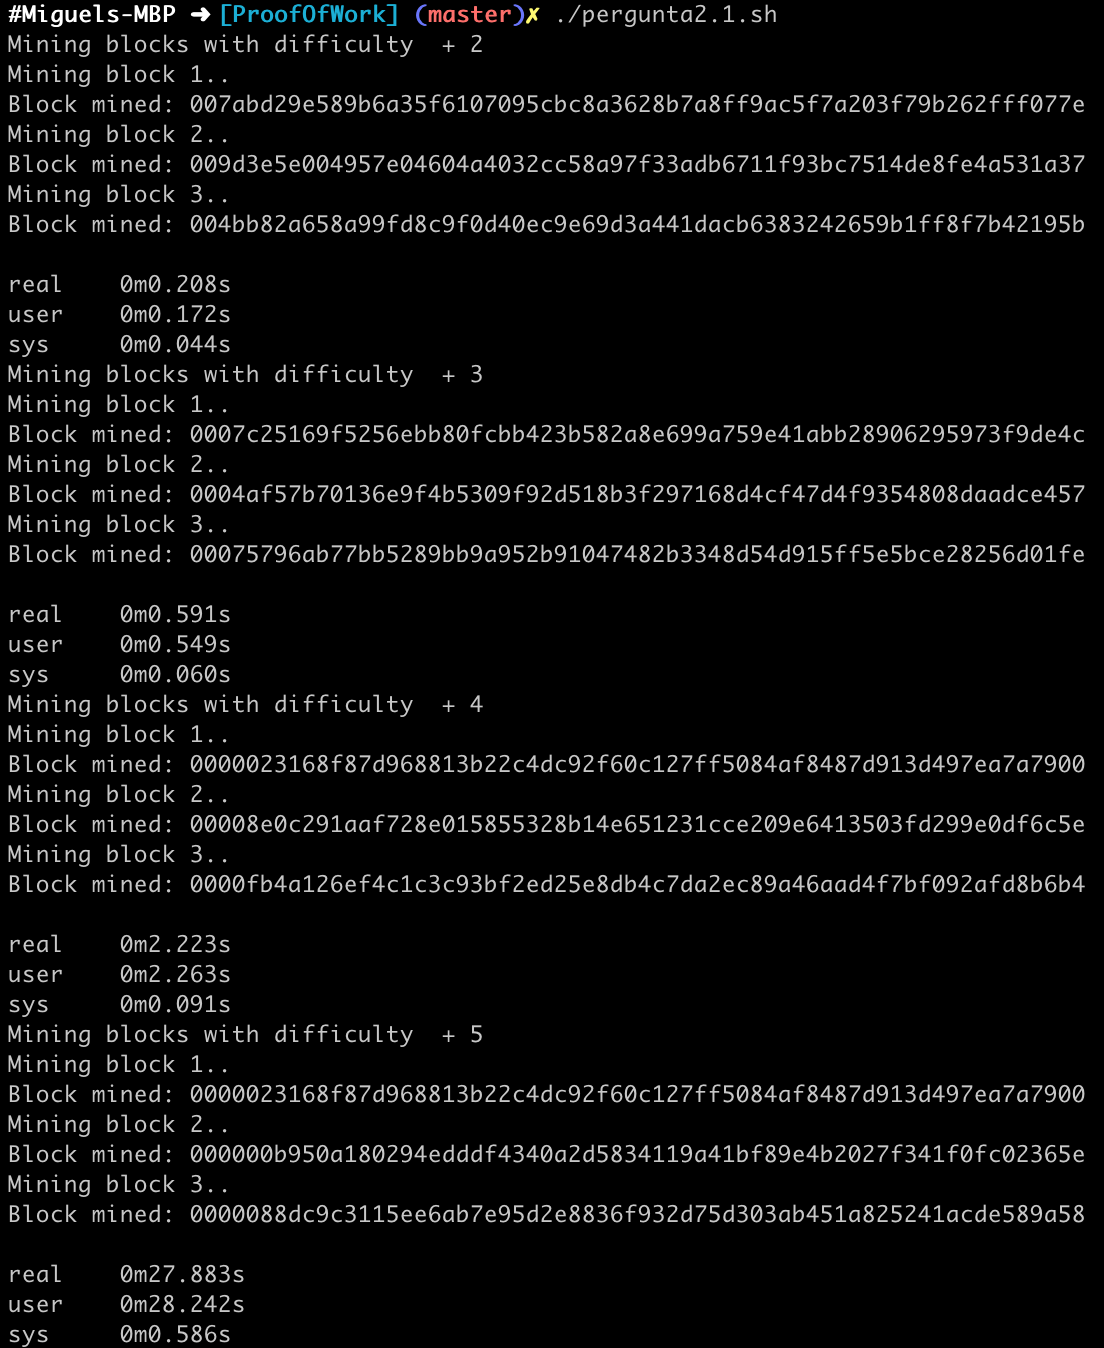 #Miguels-MBP ➜ [ProofOfWork] (master)✗ ./pergunta2.1.sh
Mining blocks with difficulty  + 2
Mining block 1..
Block mined: 007abd29e589b6a35f6107095cbc8a3628b7a8ff9ac5f7a203f79b262fff077e
Mining block 2..
Block mined: 009d3e5e004957e04604a4032cc58a97f33adb6711f93bc7514de8fe4a531a37
Mining block 3..
Block mined: 004bb82a658a99fd8c9f0d40ec9e69d3a441dacb6383242659b1ff8f7b42195b

real    0m0.208s
user    0m0.172s
sys     0m0.044s
Mining blocks with difficulty  + 3
Mining block 1..
Block mined: 0007c25169f5256ebb80fcbb423b582a8e699a759e41abb28906295973f9de4c
Mining block 2..
Block mined: 0004af57b70136e9f4b5309f92d518b3f297168d4cf47d4f9354808daadce457
Mining block 3..
Block mined: 00075796ab77bb5289bb9a952b91047482b3348d54d915ff5e5bce28256d01fe

real    0m0.591s
user    0m0.549s
sys     0m0.060s
Mining blocks with difficulty  + 4
Mining block 1..
Block mined: 0000023168f87d968813b22c4dc92f60c127ff5084af8487d913d497ea7a7900
Mining block 2..
Block mined: 00008e0c291aaf728e015855328b14e651231cce209e6413503fd299e0df6c5e
Mining block 3..
Block mined: 0000fb4a126ef4c1c3c93bf2ed25e8db4c7da2ec89a46aad4f7bf092afd8b6b4

real    0m2.223s
user    0m2.263s
sys     0m0.091s
Mining blocks with difficulty  + 5
Mining block 1..
Block mined: 0000023168f87d968813b22c4dc92f60c127ff5084af8487d913d497ea7a7900
Mining block 2..
Block mined: 000000b950a180294edddf4340a2d5834119a41bf89e4b2027f341f0fc02365e
Mining block 3..
Block mined: 0000088dc9c3115ee6ab7e95d2e8836f932d75d303ab451a825241acde589a58

real    0m27.883s
user    0m28.242s
sys     0m0.586s